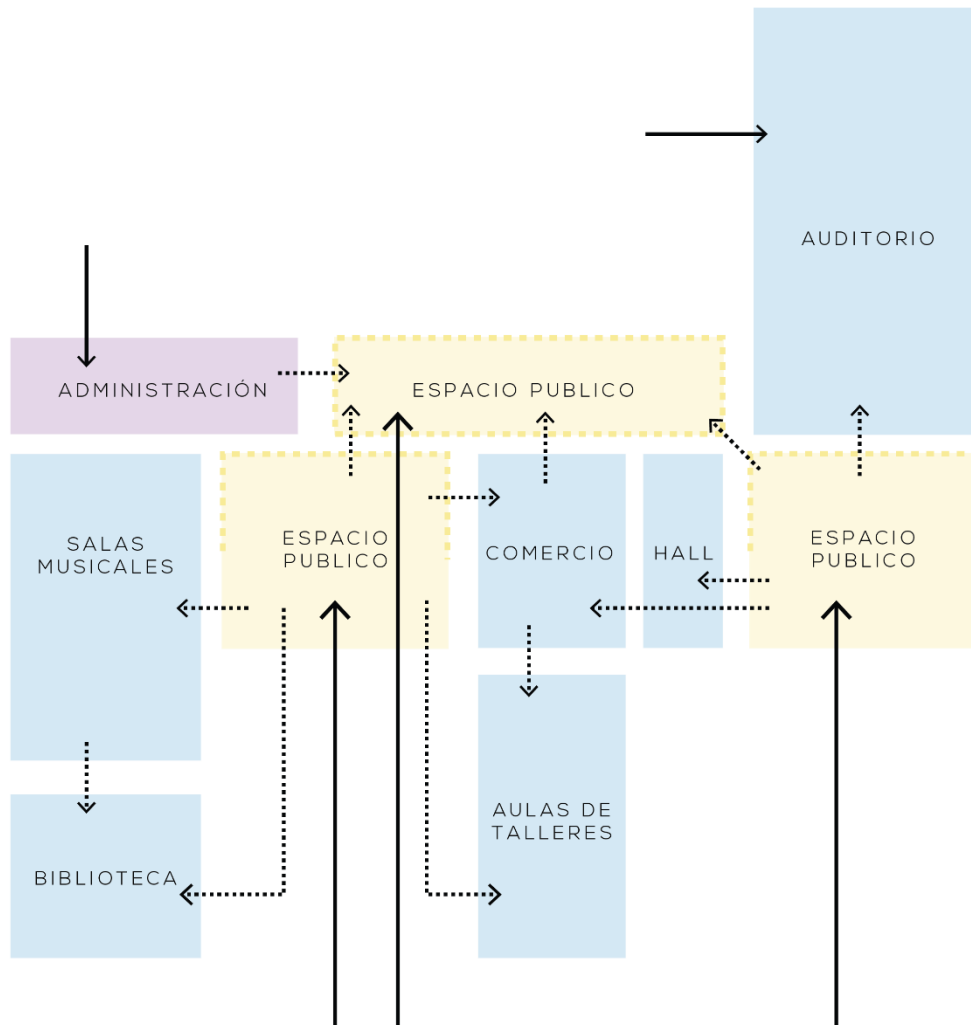 AUDITORIO
ADMINISTRACIÓN
ESPACIO PUBLICO
SALAS
MUSICALES
ESPACIO
PUBLICO
COMERCIO
HALL
ESPACIO
PUBLICO
AULAS DE
TALLERES
BIBLIOTECA